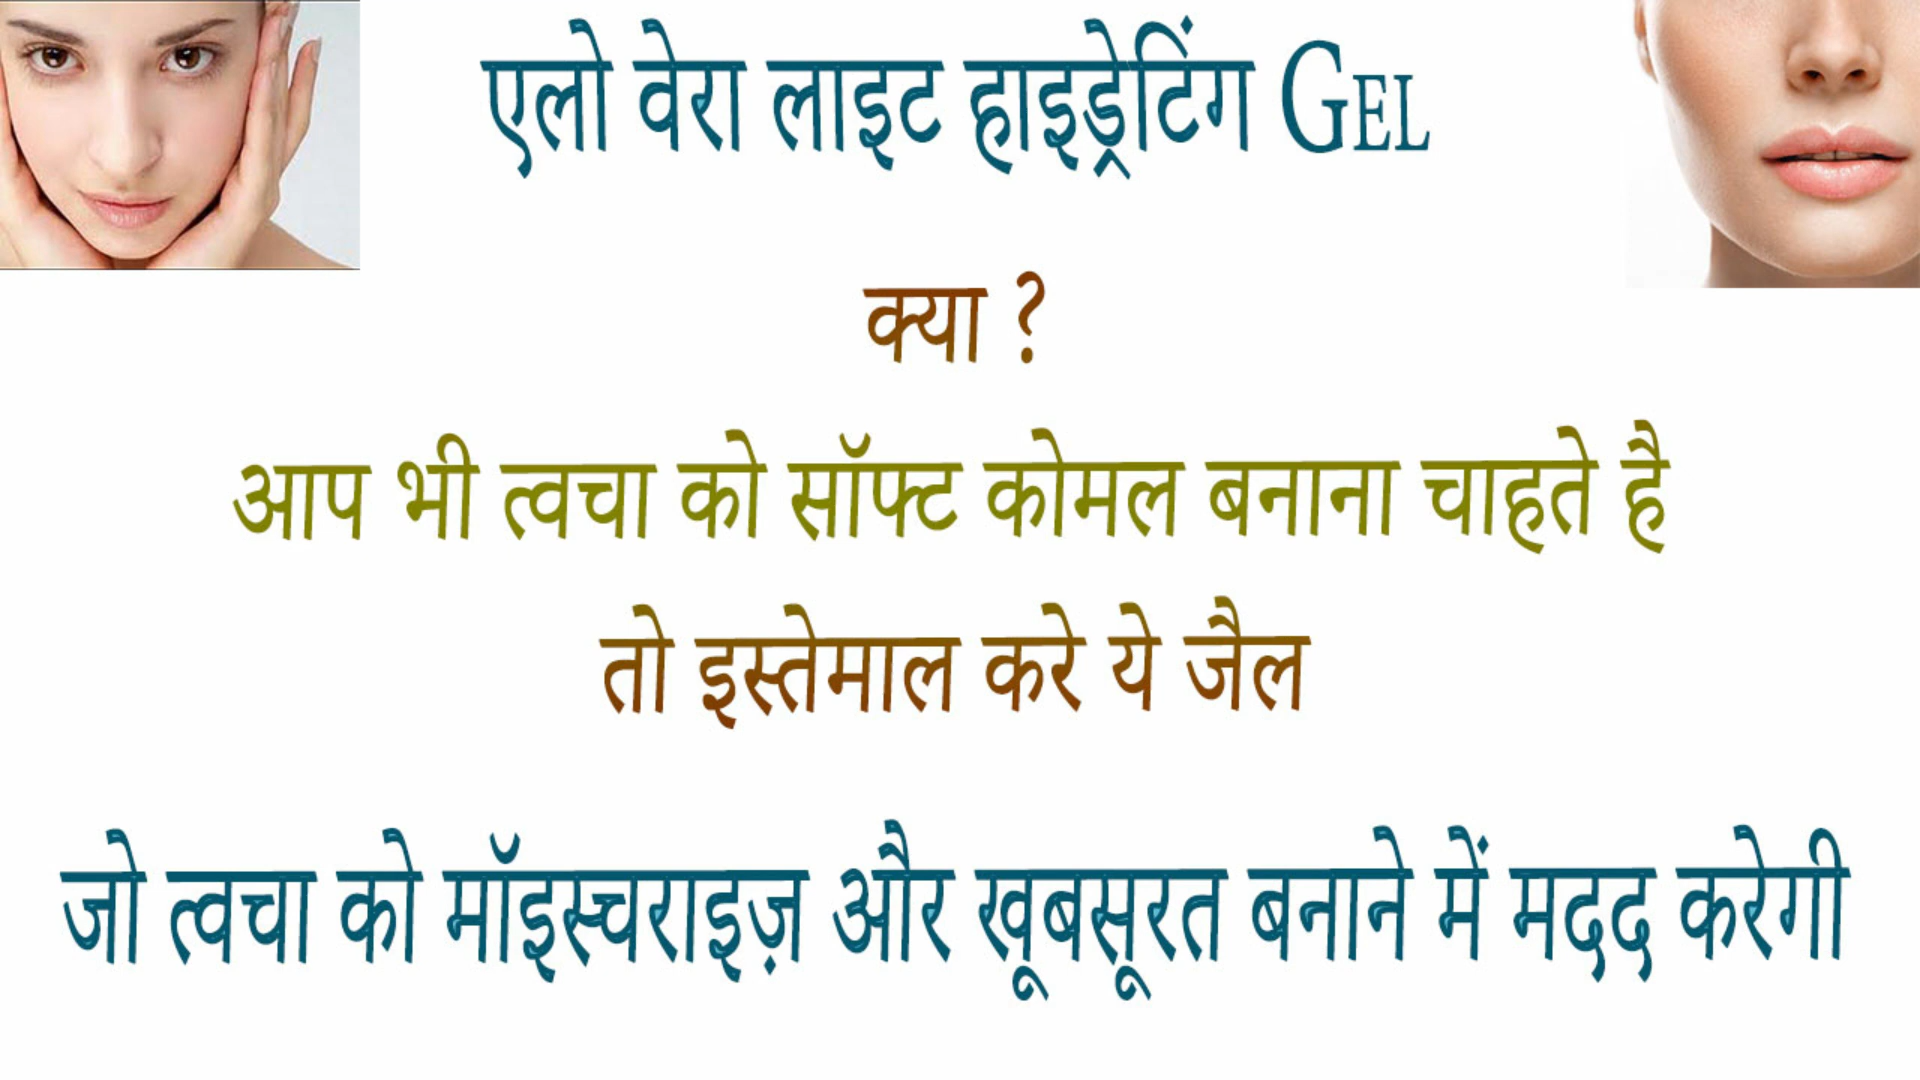 एलो वेरा लाइट हाइड्रेटिंग GEL
क्या ?
आप भी त्वचा को सॉफ्ट कोमल बनाना चाहते है
तो इस्तेमाल करे ये जैल
जो त्वचा को मॉइस्चराइज़ और खूबसूरत बनाने में मदद करेगी